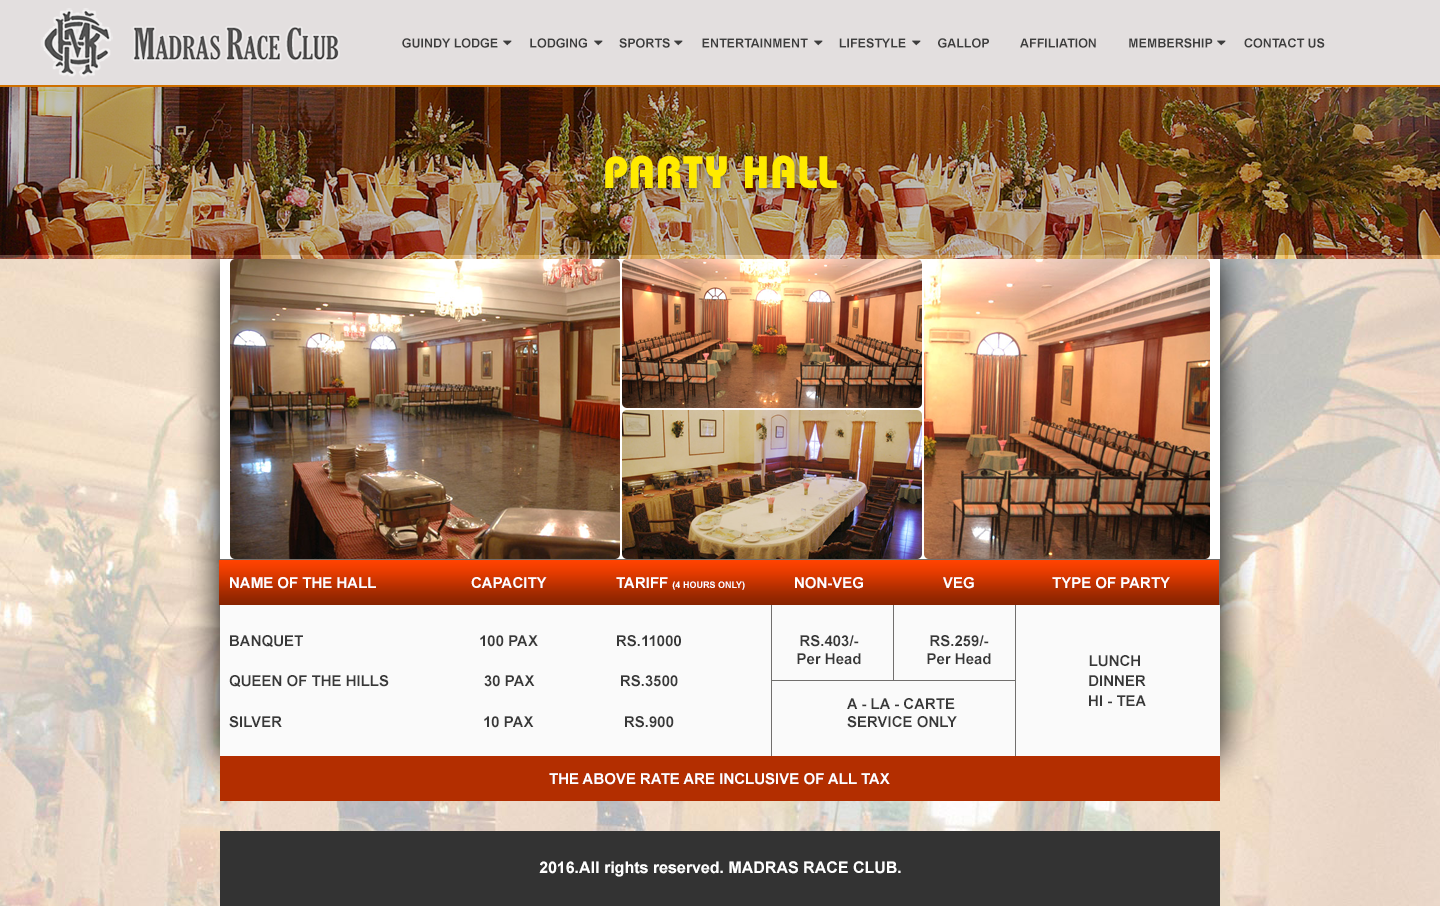 MADRAS RACE CLUB
GUINDY LODGE LODGING SPORTS ENTERTAINMENT LIFESTYLE GALLOP AFFILIATION MEMBERSHIP CONTACT US
PARTY HALL
NAME OF THE HALL CAPACITY TARIFF (4 HOURS ONLY) NON-VEG VEG TYPE OF PARTY
BANQUET 100 PAX RS.11000 RS.403/- RS.259/-
Per Head Per Head
QUEEN OF THE HILLS 30 PAX RS.3500
A - LA - CARTE
SILVER 10 PAX RS.900 SERVICE ONLY
LUNCH
DINNER
HI - TEA
THE ABOVE RATE ARE INCLUSIVE OF ALL TAX
2016.All rights reserved. MADRAS RACE CLUB.